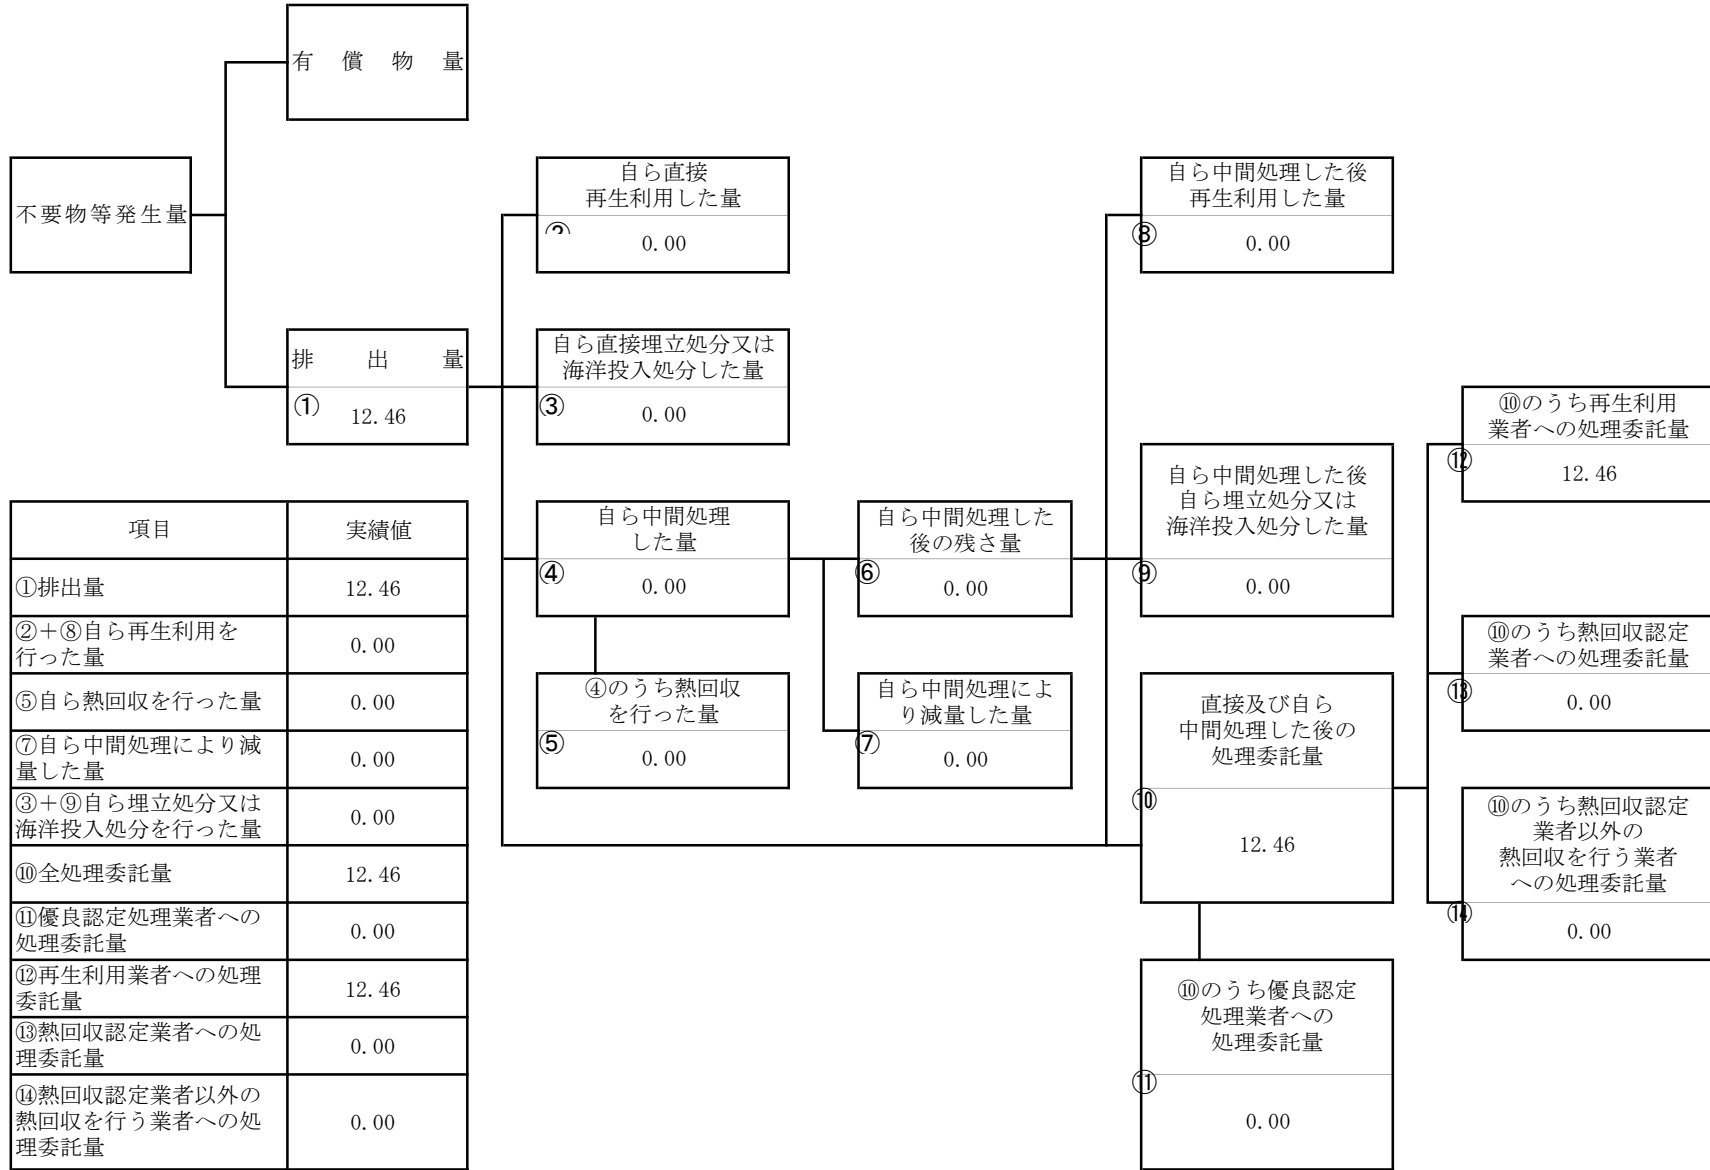 有償物量
不要物等発生量
排出量
①
12.46
自ら直接
再生利用した量
②
0.00
自ら直接埋立処分又は
海洋投入処分した量
③
0.00
自ら中間処理
した量
④
0.00
④のうち熱回収
を行った量
⑤
0.00
自ら中間処理した
後の残さ量
⑥
0.00
自ら中間処理によ
り減量した量
⑦
0.00
自ら中間処理した後
再生利用した量
⑧
0.00
自ら中間処理した後
自ら埋立処分又は
海洋投入処分した量
⑨
0.00
直接及び自ら
中間処理した後の
処理委託量
⑩
12.46
⑩のうち優良認定
処理業者への
処理委託量
⑪
0.00
⑩のうち再生利用
業者への処理委託量
⑫
12.46
⑩のうち熱回収認定
業者への処理委託量
⑬
0.00
⑩のうち熱回収認定
業者以外の
熱回収を行う業者
への処理委託量
⑭
0.00
項目 実績値
①排出量 12.46
②+⑧自ら再生利用を
行った量 0.00
⑤自ら熱回収を行った量 0.00
⑦自ら中間処理により減
量した量 0.00
③+⑨自ら埋立処分又は
海洋投入処分を行った量 0.00
⑩全処理委託量 12.46
⑪優良認定処理業者への
処理委託量 0.00
⑫再生利用業者への処理
委託量 12.46
⑬熱回収認定業者への処
理委託量 0.00
⑭熱回収認定業者以外の
熱回収を行う業者への処
理委託量 0.00